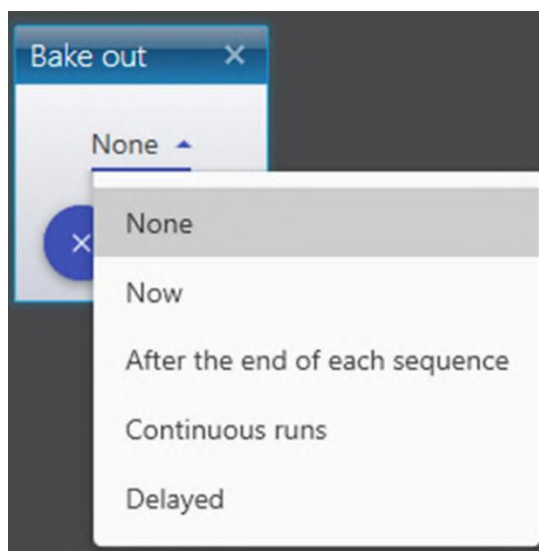 Bake out
None
None
Now
After the end of each sequence
Continuous runs
Delayed